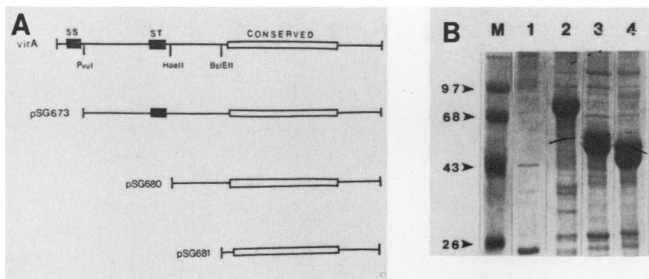 A
SS ST CONSERVED
virA
PvuI HaeII BstEII
pSG673
pSG680
pSG681
B M 1 2 3 4
97
68
43
26